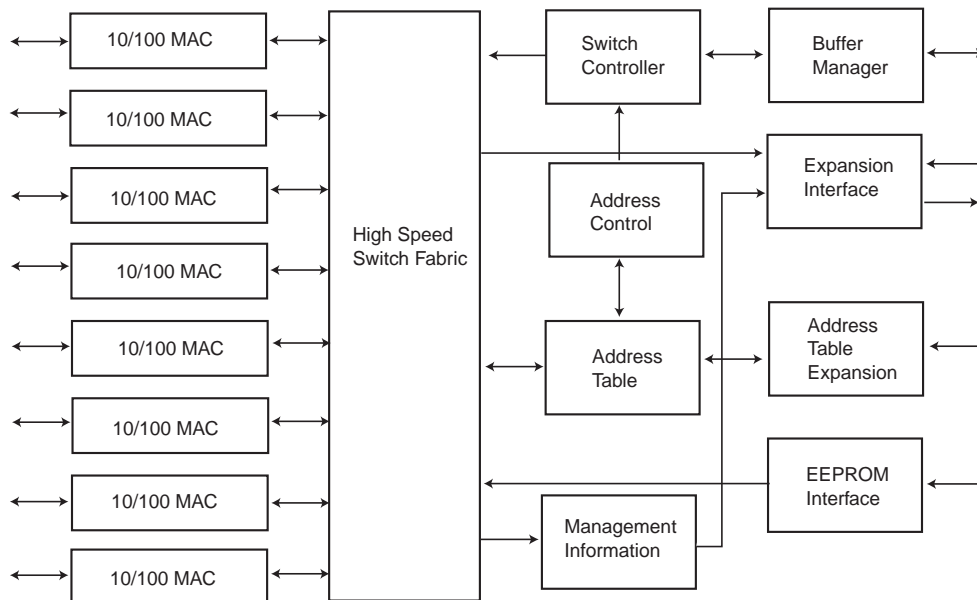 10/100 MAC
10/100 MAC
10/100 MAC
10/100 MAC
10/100 MAC
10/100 MAC
10/100 MAC
10/100 MAC
High Speed
Switch Fabric
Switch
Controller
Address
Control
Address
Table
Management
Information
Buffer
Manager
Expansion
Interface
Address
Table
Expansion
EEPROM
Interface